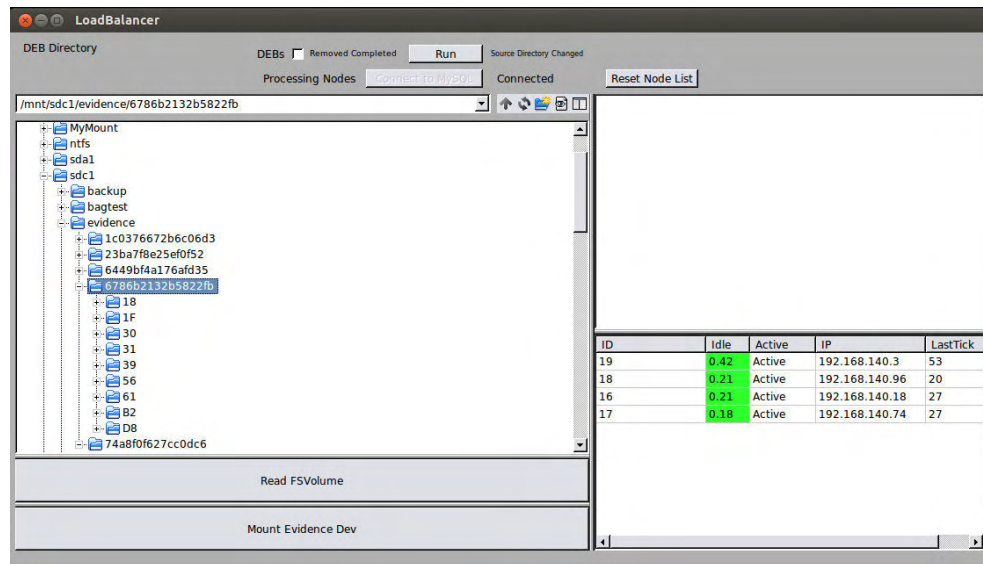 LoadBalancer
DEB Directory
DEBs Removed Completed Run Source Directory Changed
Processing Nodes Connect to MySQL Connected Reset Node List
/mnt/sdc1/evidence/6786b2132b5822fb
MyMount
ntfs
sda1
sdc1
backup
bagtest
evidence
1c0376672b6c06d3
23ba7f8e25ef0f52
6449bf4a176afd35
6786b2132b5822fb
18
1F
30
31
39
56
61
B2
D8
74a8f0f627cc0dc6
Read FSVolume
Mount Evidence Dev
ID Idle Active IP LastTick
19 0.42 Active 192.168.140.3 53
18 0.21 Active 192.168.140.96 20
16 0.21 Active 192.168.140.18 27
17 0.18 Active 192.168.140.74 27